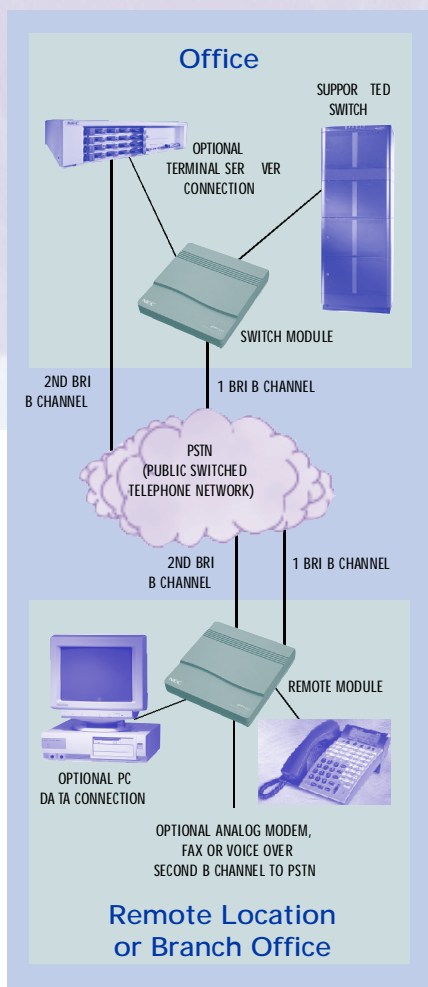 Office
SUPPOR TED
SWITCH
OPTIONAL
TERMINAL SER VER
CONNECTION
NEC
SWITCH MODULE
2ND BRI
B CHANNEL
1 BRI B CHANNEL
PSTN
(PUBLIC SWITCHED
TELEPHONE NETWORK)
2ND BRI
B CHANNEL
1 BRI B CHANNEL
NEC
REMOTE MODULE
OPTIONAL PC
DA TA CONNECTION
OPTIONAL ANALOG MODEM,
FAX OR VOICE OVER
SECOND B CHANNEL TO PSTN
Remote Location
or Branch Office